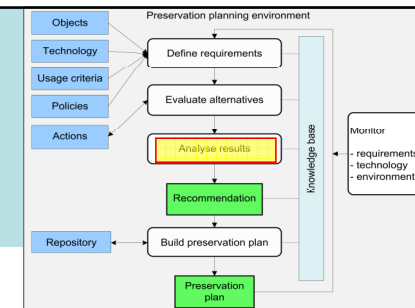 Preservation planning environment
Objects
Technology
Usage criteria
Policies
Actions
Define requirements
Evaluate alternatives
Analyse results
Recommendation
Repository
Build preservation plan
Preservation
plan
Knowledge base
Monitor
- requirements
- technology
- environment